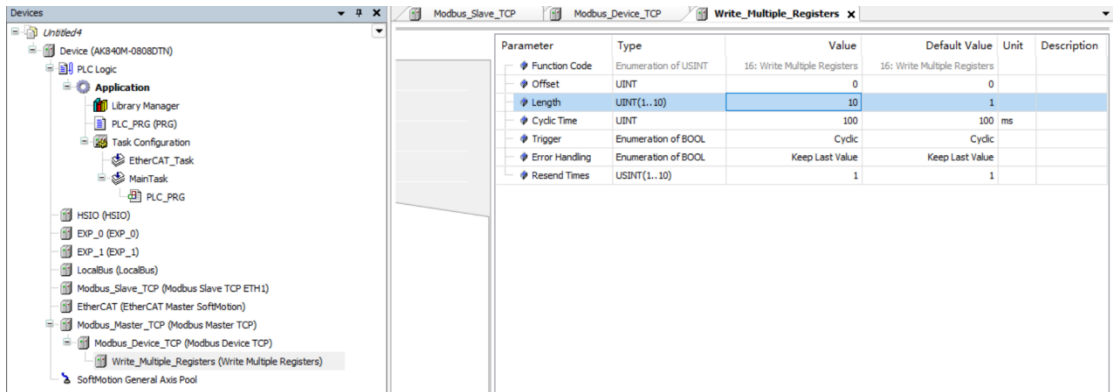 Devices
Untitled4
Device (AK840M-0808DTN)
PLC Logic
Application
Library Manager
PLC_PRG (PRG)
Task Configuration
EtherCAT_Task
MainTask
PLC_PRG
HSIO (HSIO)
EXP_0 (EXP_0)
EXP_1 (EXP_1)
LocalBus (LocalBus)
Modbus_Slave_TCP (Modbus Slave TCP ETH1)
EtherCAT (EtherCAT Master SoftMotion)
Modbus_Master_TCP (Modbus Master TCP)
Modbus_Device_TCP (Modbus Device TCP)
Write_Multiple_Registers (Write Multiple Registers)
SoftMotion General Axis Pool
Modbus_Slave_TCP Modbus_Device_TCP Write_Multiple_Registers
Parameter Type Value Default Value Unit Description
Function Code Enumeration of USINT 16: Write Multiple Registers 16: Write Multiple Registers
Offset UINT 0 0
Length UINT(1..10) 10 1
Cyclic Time UINT 100 100 ms
Trigger Enumeration of BOOL Cyclic Cyclic
Error Handling Enumeration of BOOL Keep Last Value Keep Last Value
Resend Times USINT(1..10) 1 1